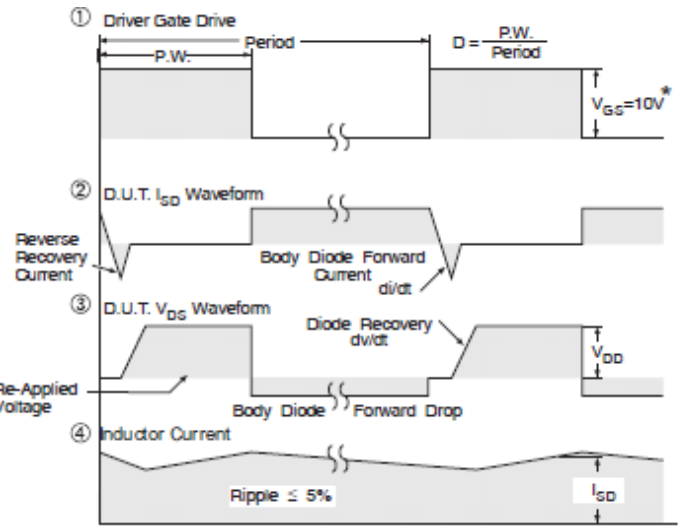 ① Driver Gate Drive
P.W.
Period
D = P.W.
Period
VGS=10V*
② D.U.T. ISD Waveform
Reverse
Recovery
Current
Body Diode Forward
Current
di/dt
③ D.U.T. VDS Waveform
Diode Recovery
dv/dt
VDD
Re-Applied
Voltage
Body Diode
Forward Drop
④ Inductor Current
Ripple ≤ 5%
ISD